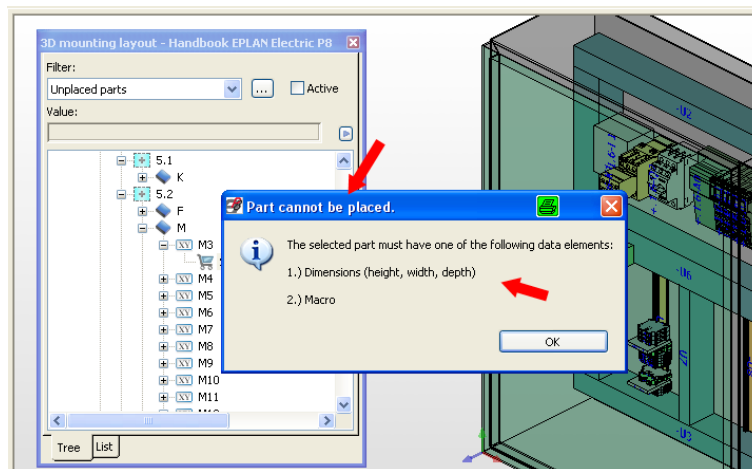 3D mounting layout - Handbook EPLAN Electric P8
Filter:
Unplaced parts
...
Active
Value:
5.1
K
5.2
F
M
M3
M4
M5
M6
M7
M8
M9
M10
M11
Part cannot be placed.
The selected part must have one of the following data elements:
1.) Dimensions (height, width, depth)
2.) Macro
OK
Tree
List
-U2
-U6
-U3